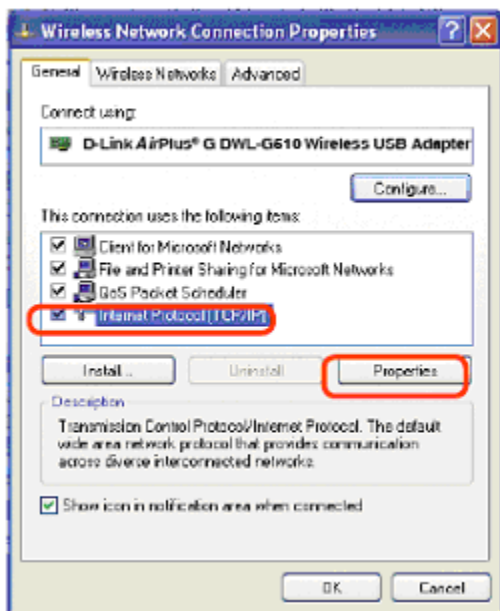 Wireless Network Connection Properties
General Wireless Networks Advanced
Connect using:
D-Link AirPlus® G DWL-G610 Wireless USB Adapter
Configure...
This connection uses the following items:
Client for Microsoft Networks
File and Printer Sharing for Microsoft Networks
QoS Packet Scheduler
Internet Protocol (TCP/IP)
Install... Uninstall Properties
Description
Transmission Control Protocol/Internet Protocol. The default
wide area network protocol that provides communication
across diverse interconnected networks.
Show icon in notification area when connected
OK Cancel